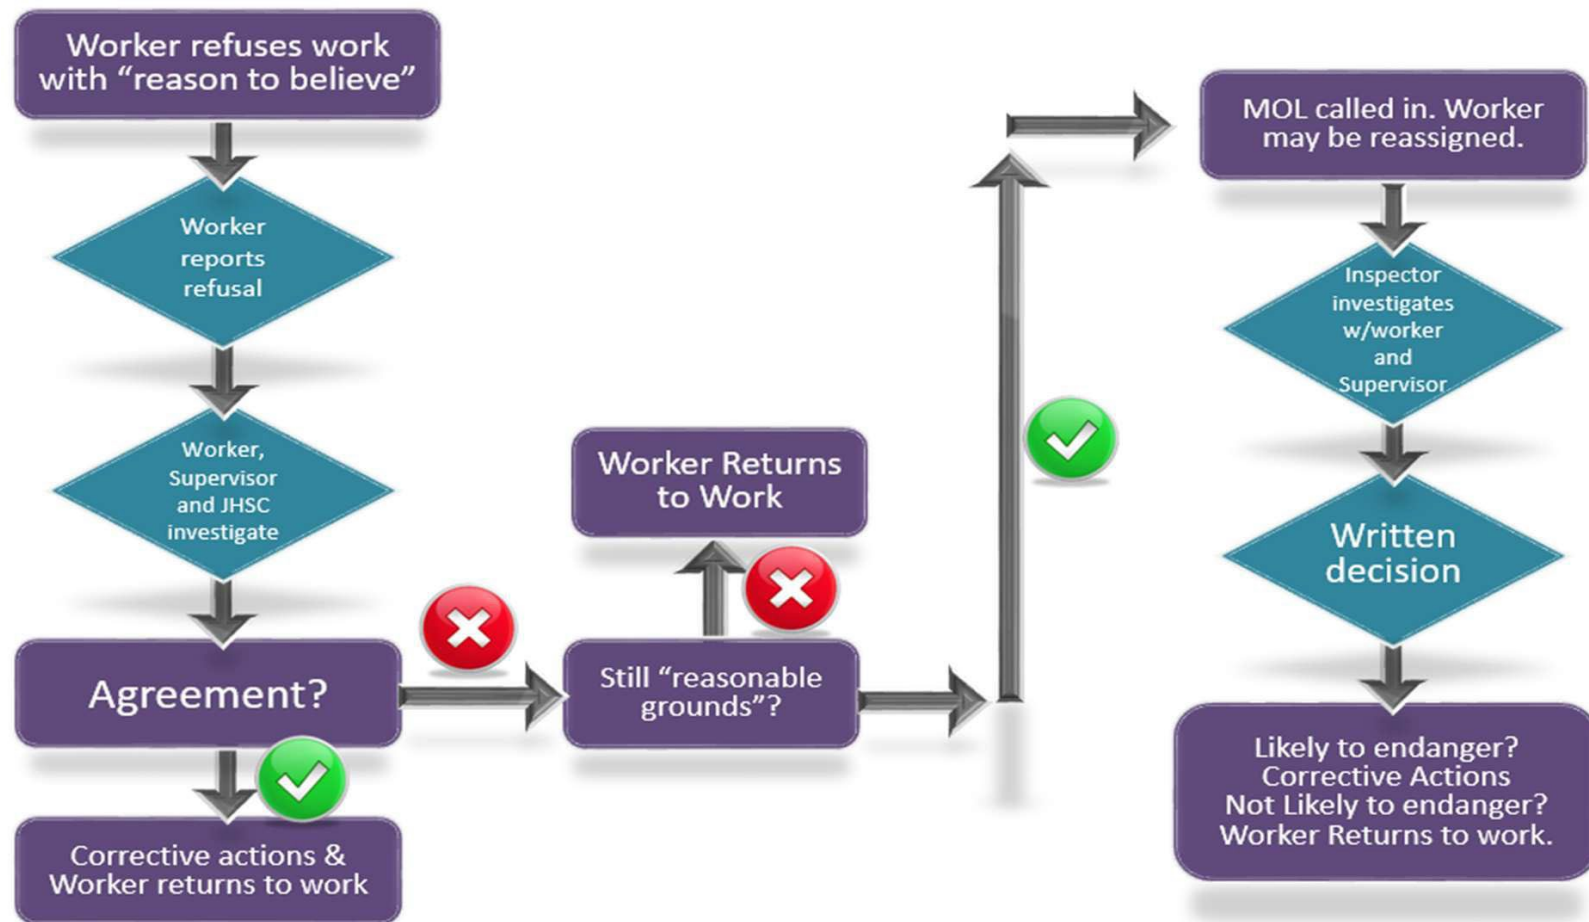 Worker refuses work
with “reason to believe”
Worker
reports
refusal
Worker,
Supervisor
and JHSC
investigate
Agreement?
Corrective actions &
Worker returns to work
Worker Returns
to Work
Still “reasonable
grounds”?
MOL called in. Worker
may be reassigned.
Inspector
investigates
w/worker
and
Supervisor
Written
decision
Likely to endanger?
Corrective Actions
Not Likely to endanger?
Worker Returns to work.